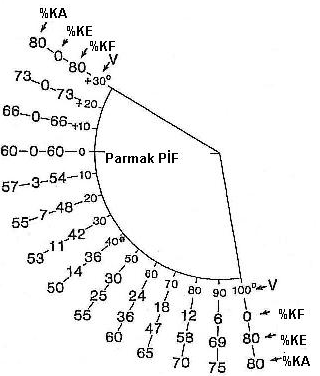 %KA %KE %KF V
80-0-80-+30°
73-0-73-+20
66-0-66-+10
60-0-60-0 Parmak PİF
57-3-54-10
55-7-48-20
53-11-42-30
50-14-36-40°
55-25-30-50
60-36-24-60
65-47-18-70
70-58-12-80
75-69-6-90
100° V
0 %KF
80 %KE
80 %KA